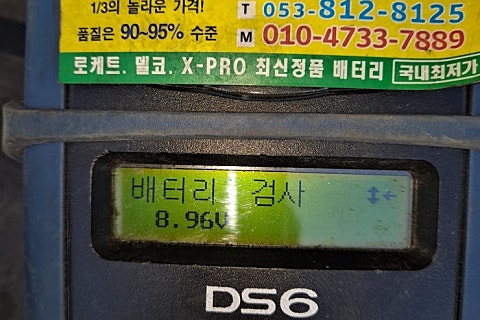 1/3의 놀라운 가격!
품질은 90~95% 수준
T 053-812-8125
M 010-4733-7889
로케트. 델코. X-PRO 최신정품 배터리 국내최저가
배터리 검사
8.96V
DS6